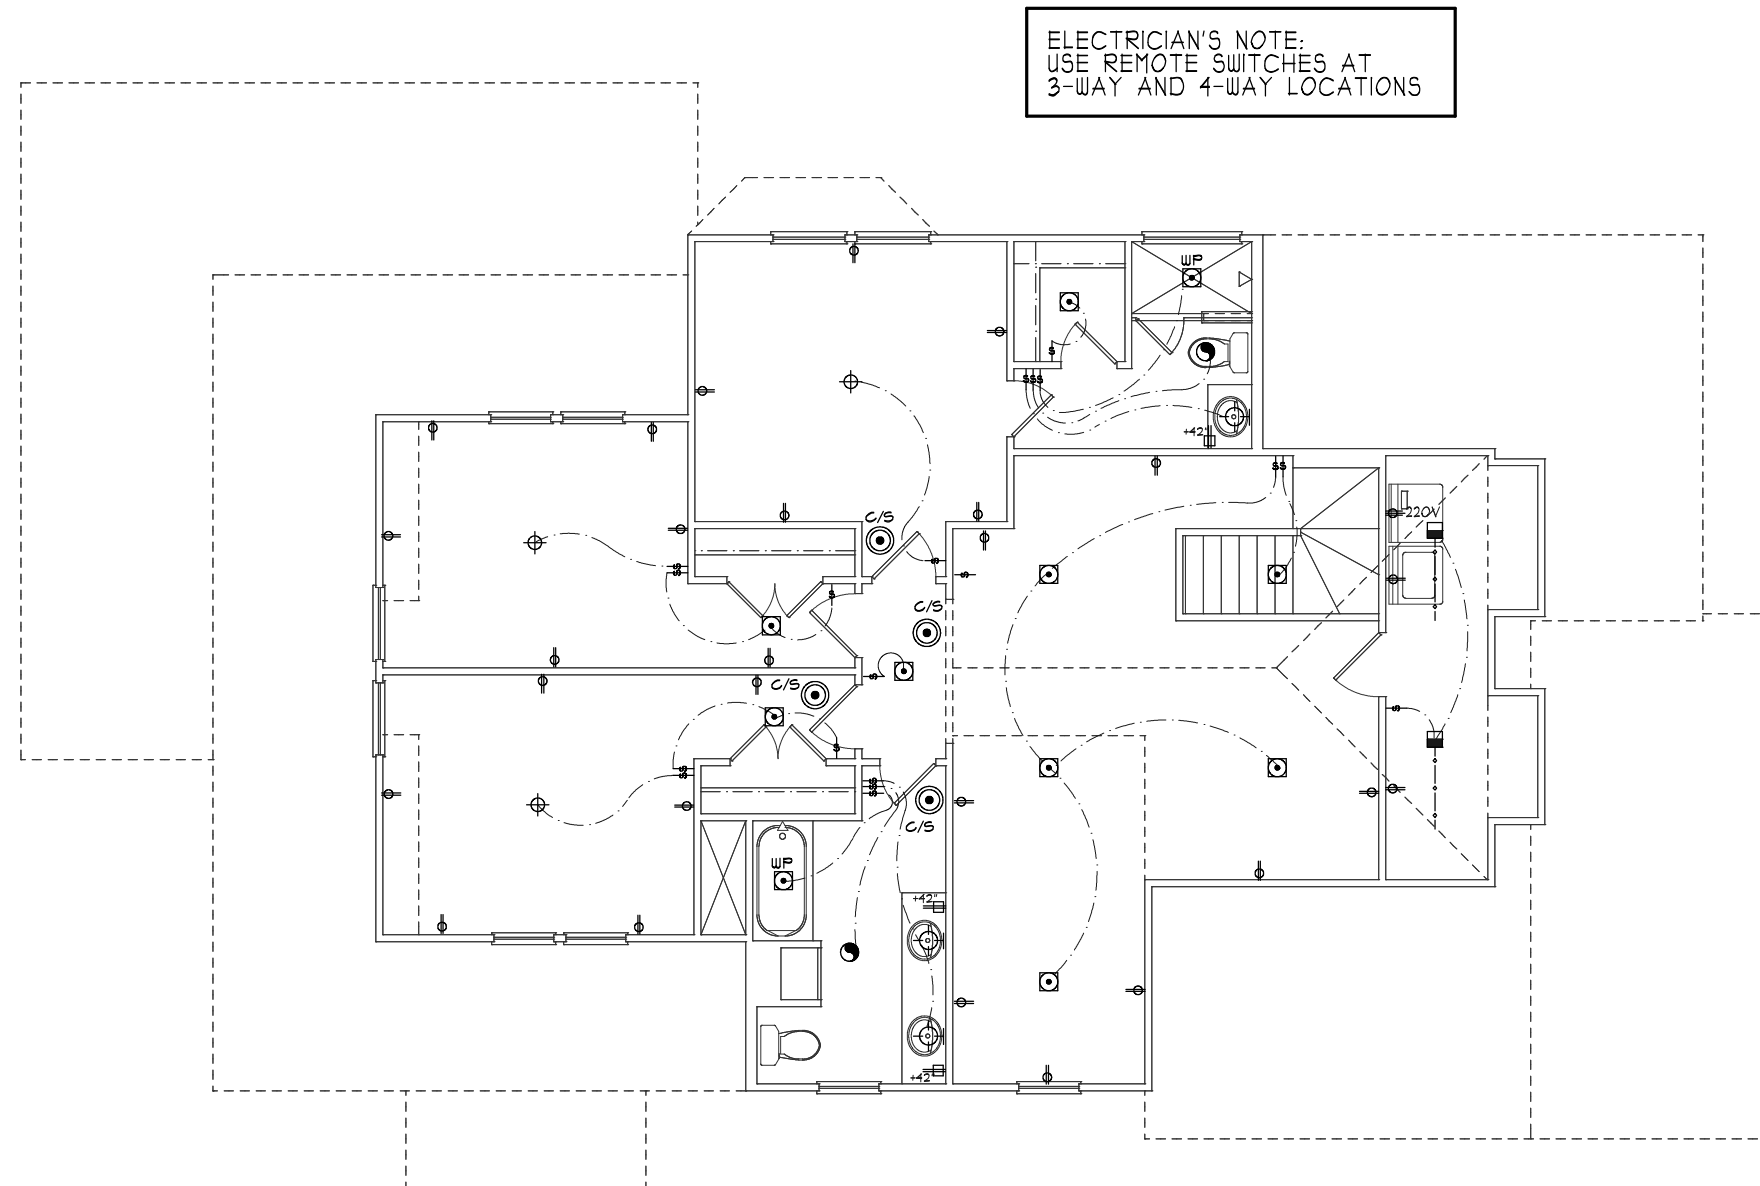 ELECTRICIAN'S NOTE:
USE REMOTE SWITCHES AT
3-WAY AND 4-WAY LOCATIONS
WP
S
SSS
+42"
C/S
SS
220V
S
S
SS
S
C/S
S
S
C/S
SS
S
SSS
C/S
WP
+42"
+42"